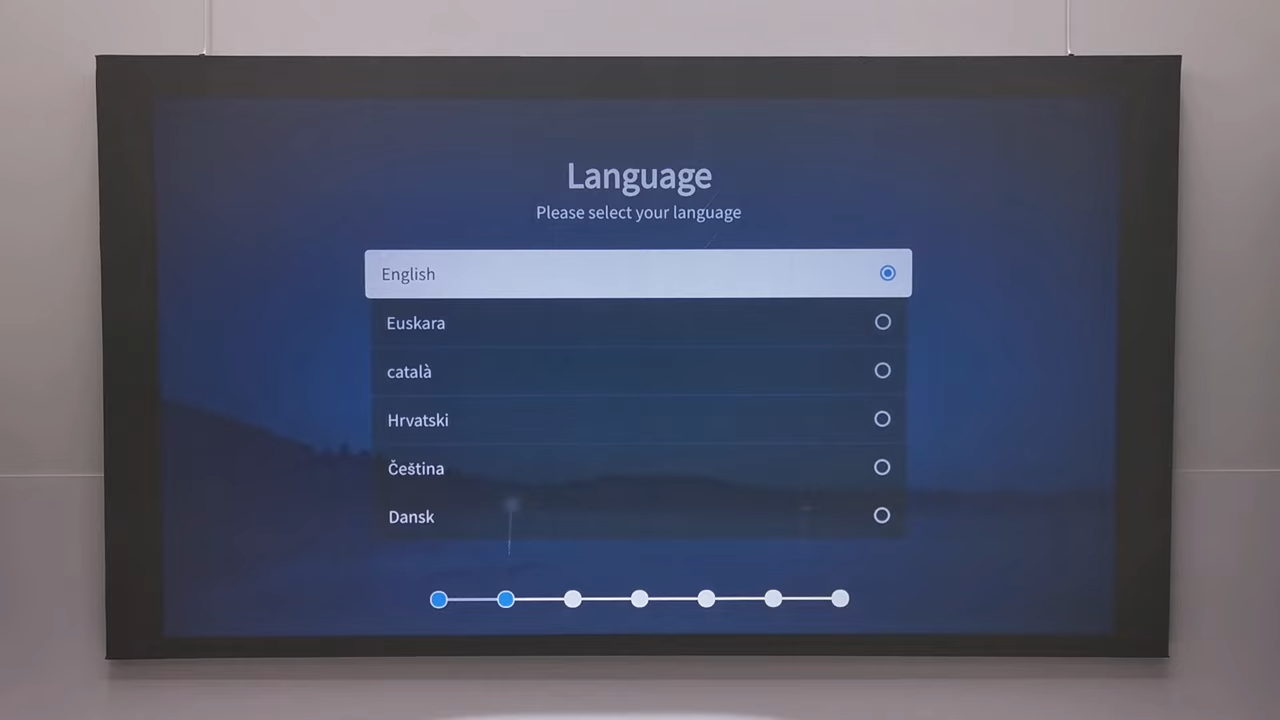 Language
Please select your language
English
Euskara
català
Hrvatski
Čeština
Dansk